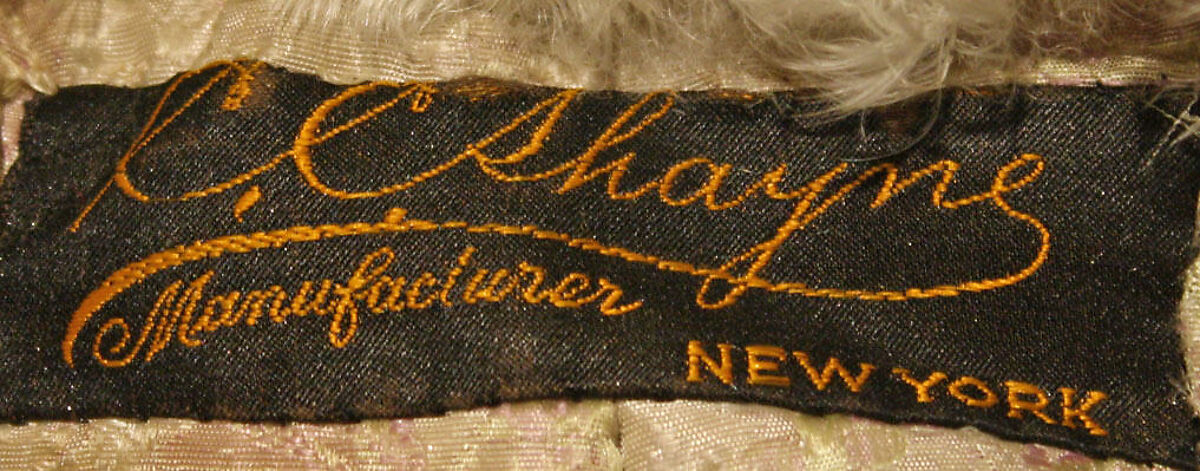 C. C. Shayne
Manufacturer
NEW YORK